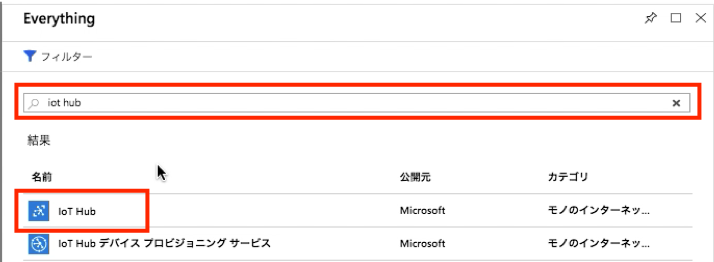 Everything
フィルター
iot hub
結果
名前 公開元 カテゴリ
IoT Hub Microsoft モノのインターネッ...
IoT Hub デバイス プロビジョニング サービス Microsoft モノのインターネッ...